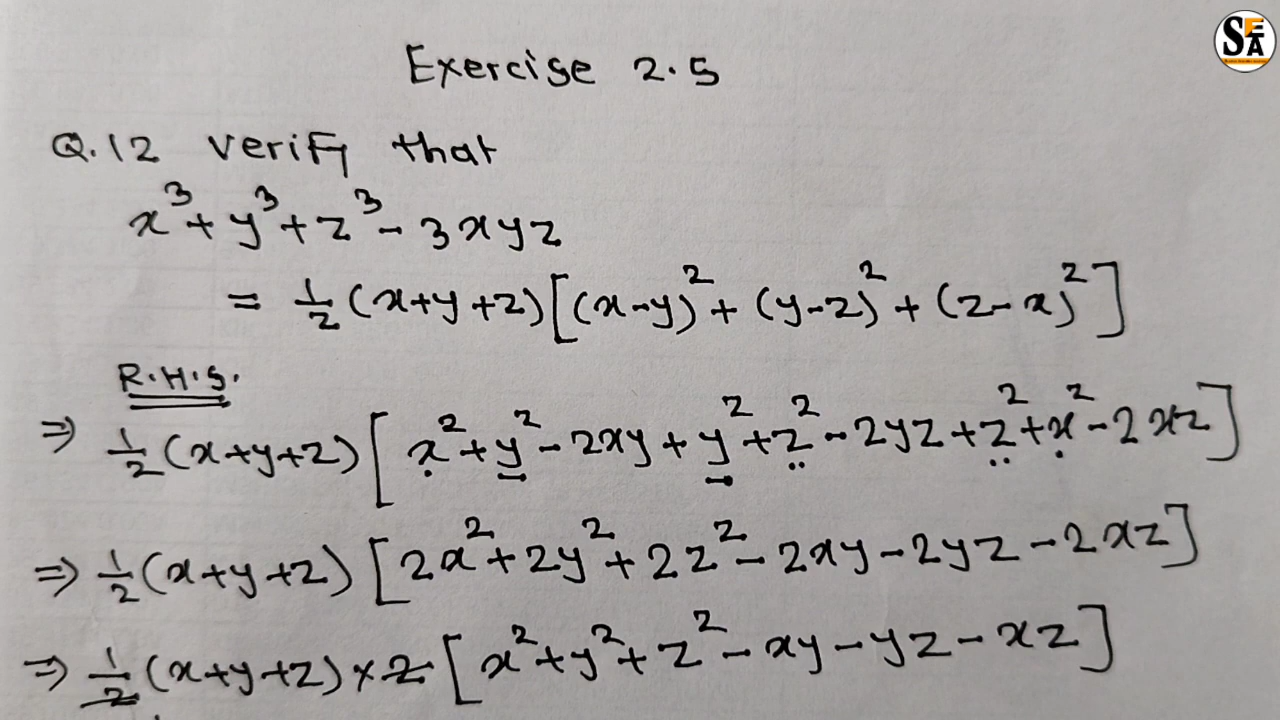 Exercise 2.5
Q.12 verify that
x³+y³+z³-3xyz
= 1/2(x+y+z)[(x-y)²+(y-z)²+(z-x)²]
R.H.S.
⇒ 1/2(x+y+z)[x²+y²-2xy+y²+z²-2yz+z²+x²-2xz]
⇒ 1/2(x+y+z)[2x²+2y²+2z²-2xy-2yz-2xz]
⇒ 1/2(x+y+z)×2[x²+y²+z²-xy-yz-xz]